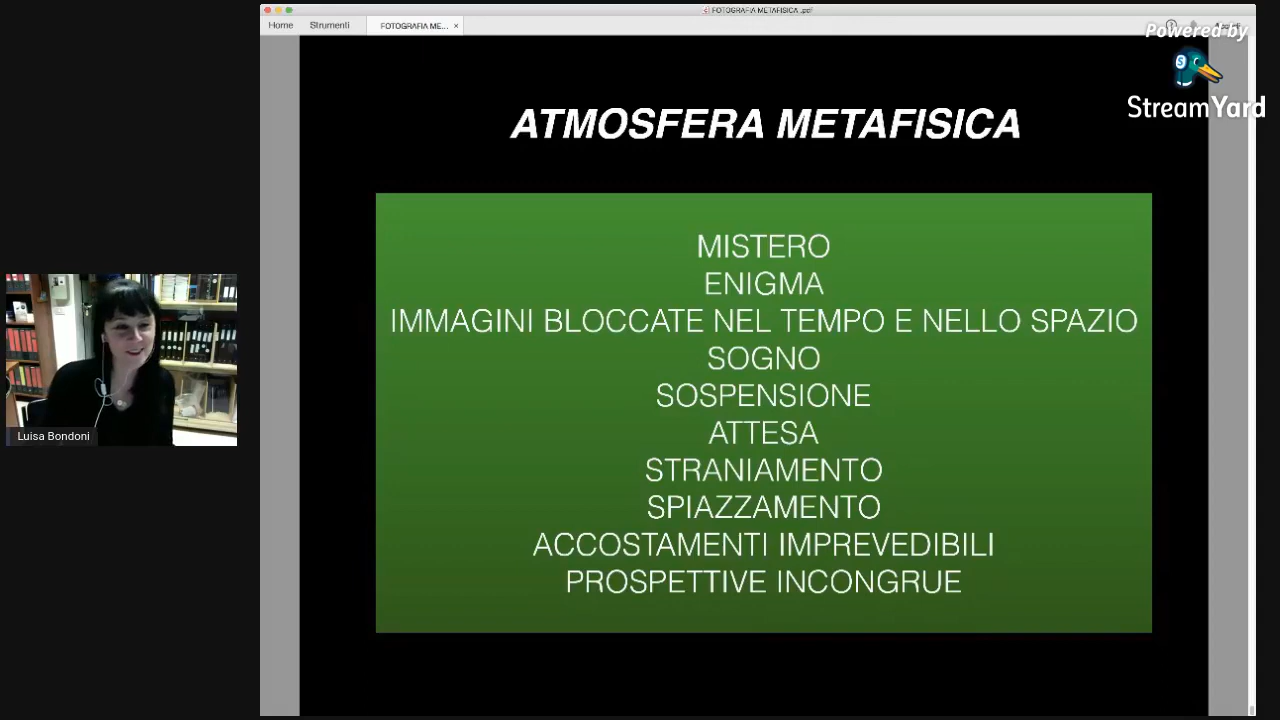 FOTOGRAFIA METAFISICA .pdf
Home
Strumenti
FOTOGRAFIA ME...
Powered by
S
StreamYard
ATMOSFERA METAFISICA
MISTERO
ENIGMA
IMMAGINI BLOCCATE NEL TEMPO E NELLO SPAZIO
SOGNO
SOSPENSIONE
ATTESA
STRANIAMENTO
SPIAZZAMENTO
ACCOSTAMENTI IMPREVEDIBILI
PROSPETTIVE INCONGRUE
Luisa Bondoni